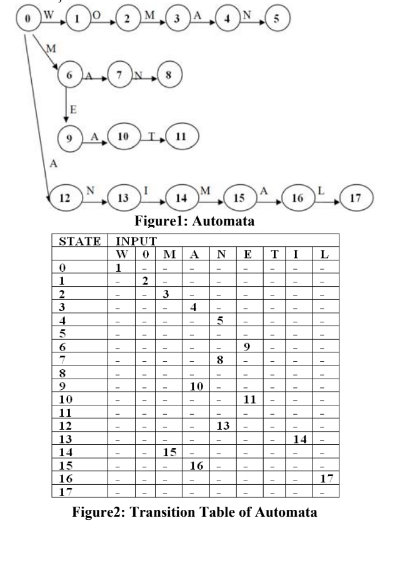 0 W 1 O 2 M 3 A 4 N 5
M
6 A 7 N 8
E
9 A 10 T 11
A
12 N 13 I 14 M 15 A 16 L 17
Figure1: Automata
STATE INPUT
W 0 M A N E T I L
0 1 - - - - - - - -
1 - 2 - - - - - - -
2 - - 3 - - - - - -
3 - - - 4 - - - - -
4 - - - - 5 - - - -
5 - - - - - - - - -
6 - - - - - 9 - - -
7 - - - - 8 - - - -
8 - - - - - - - - -
9 - - - 10 - - - - -
10 - - - - - 11 - - -
11 - - - - - - - - -
12 - - - - 13 - - - -
13 - - - - - - - 14 -
14 - - 15 - - - - - -
15 - - - 16 - - - - -
16 - - - - - - - - 17
17 - - - - - - - - -
Figure2: Transition Table of Automata